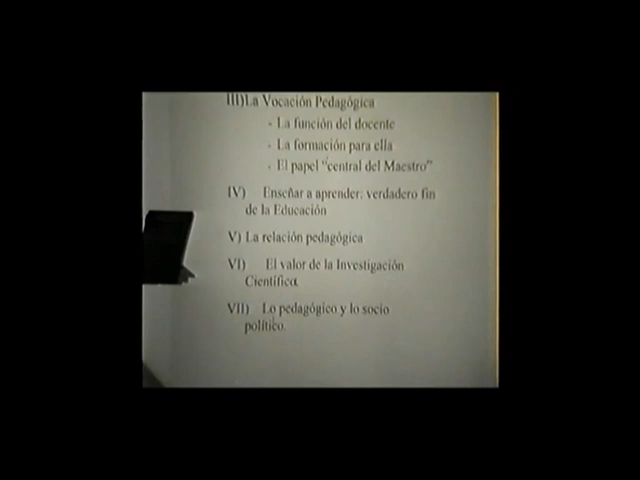 III)La Vocación Pedagógica
- La función del docente
- La formación para ella
- El papel "central del Maestro"
IV) Enseñar a aprender: verdadero fin
de la Educación
V) La relación pedagógica
VI) El valor de la Investigación
Científica.
VII) Lo pedagógico y lo socio
político.